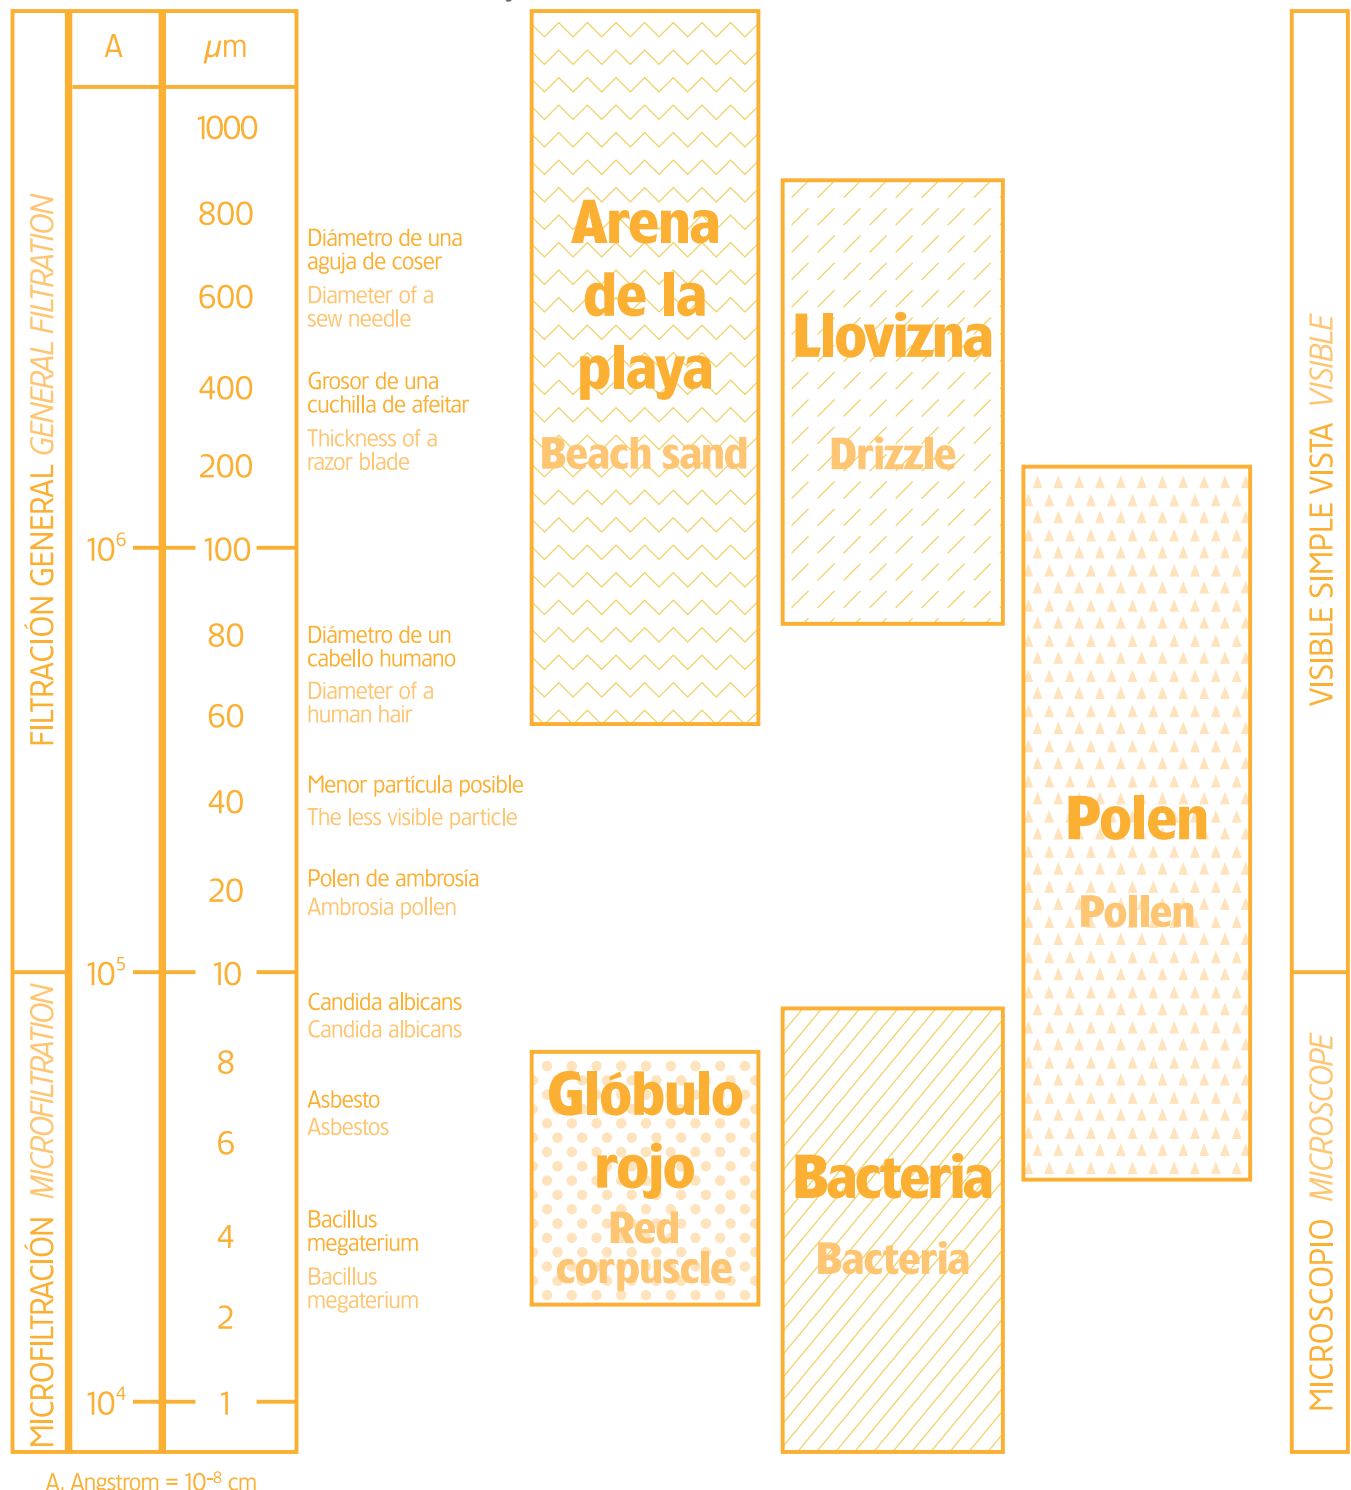 A
μm
1000
800
600
400
200
10⁶
100
80
60
40
20
10⁵
10
8
6
4
2
10⁴
1
FILTRACIÓN GENERAL GENERAL FILTRATION
MICROFILTRACIÓN MICROFILTRATION
Diámetro de una
aguja de coser
Diameter of a
sew needle
Grosor de una
cuchilla de afeitar
Thickness of a
razor blade
Diámetro de un
cabello humano
Diameter of a
human hair
Menor partícula posible
The less visible particle
Polen de ambrosía
Ambrosia pollen
Candida albicans
Candida albicans
Asbesto
Asbestos
Bacillus
megaterium
Bacillus
megaterium
Arena
de la
playa
Beach sand
Llovizna
Drizzle
Polen
Pollen
Glóbulo
rojo
Red
corpuscle
Bacteria
Bacteria
VISIBLE SIMPLE VISTA VISIBLE
MICROSCOPIO MICROSCOPE
A. Angstrom = 10⁻⁸ cm